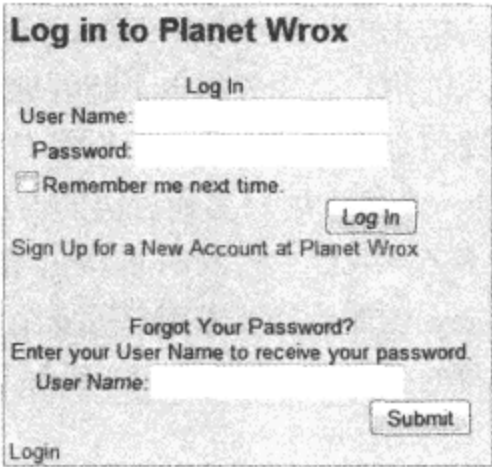 Log in to Planet Wrox
Log In
User Name:
Password:
Remember me next time.
Log In
Sign Up for a New Account at Planet Wrox
Forgot Your Password?
Enter your User Name to receive your password.
User Name:
Submit
Login